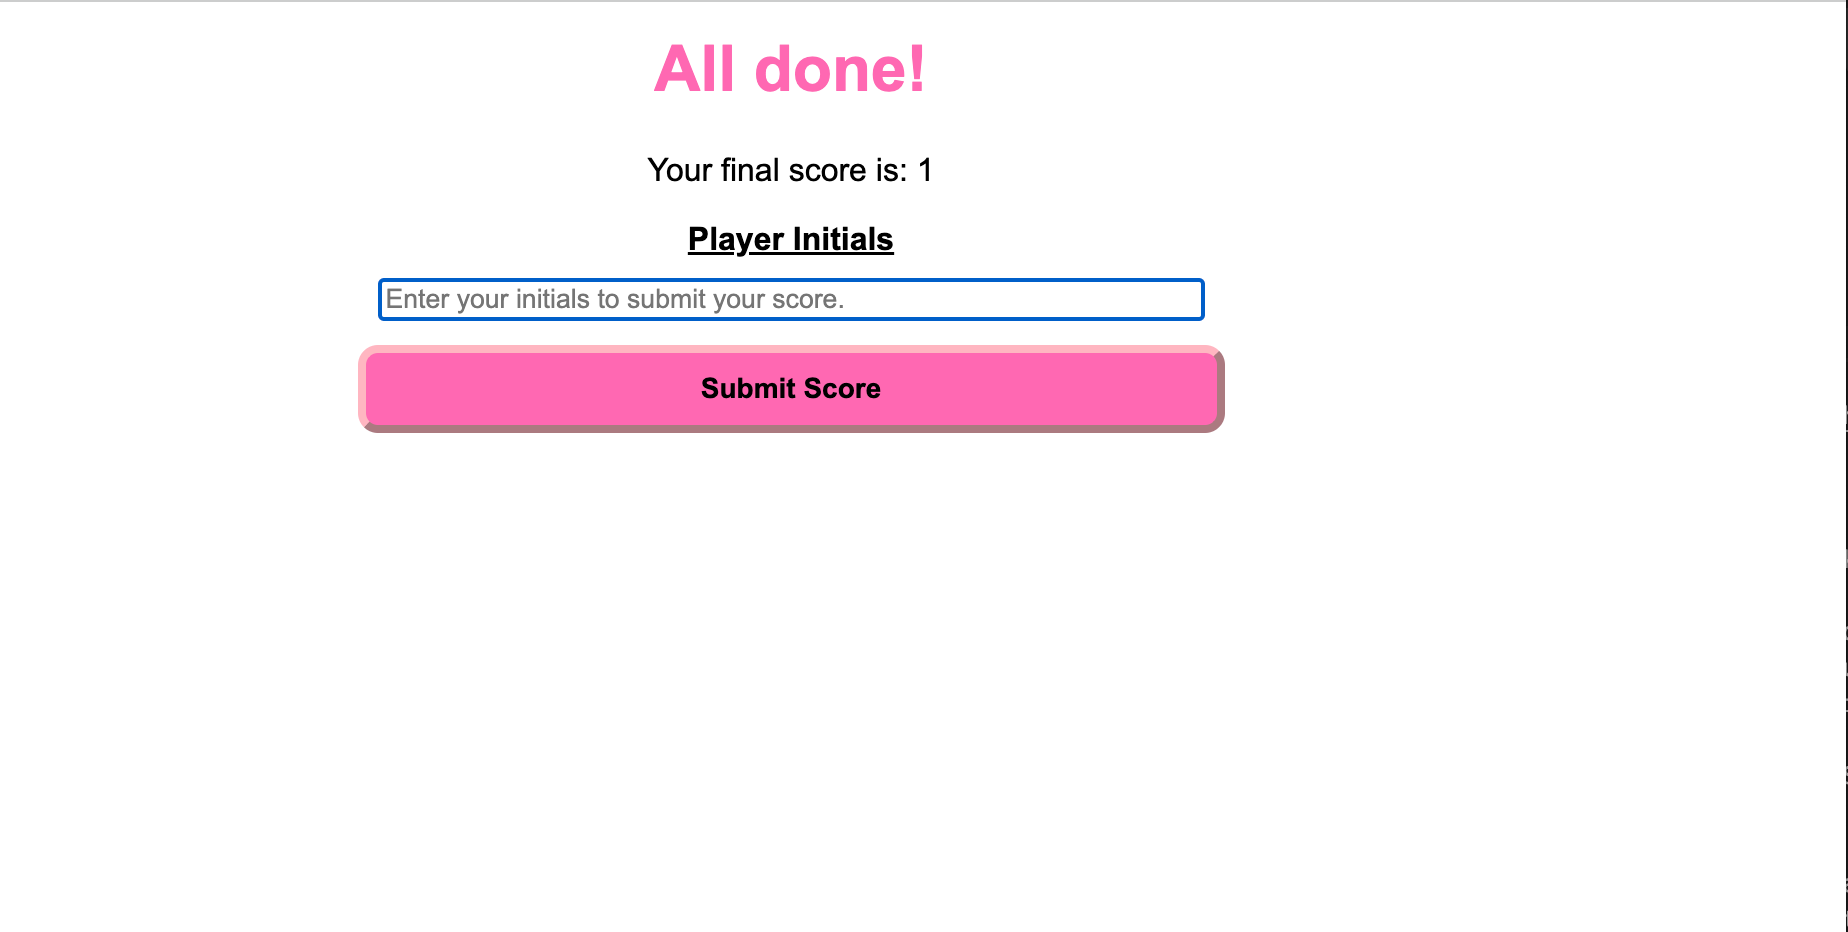 All done!
Your final score is: 1
Player Initials
Enter your initials to submit your score.
Submit Score